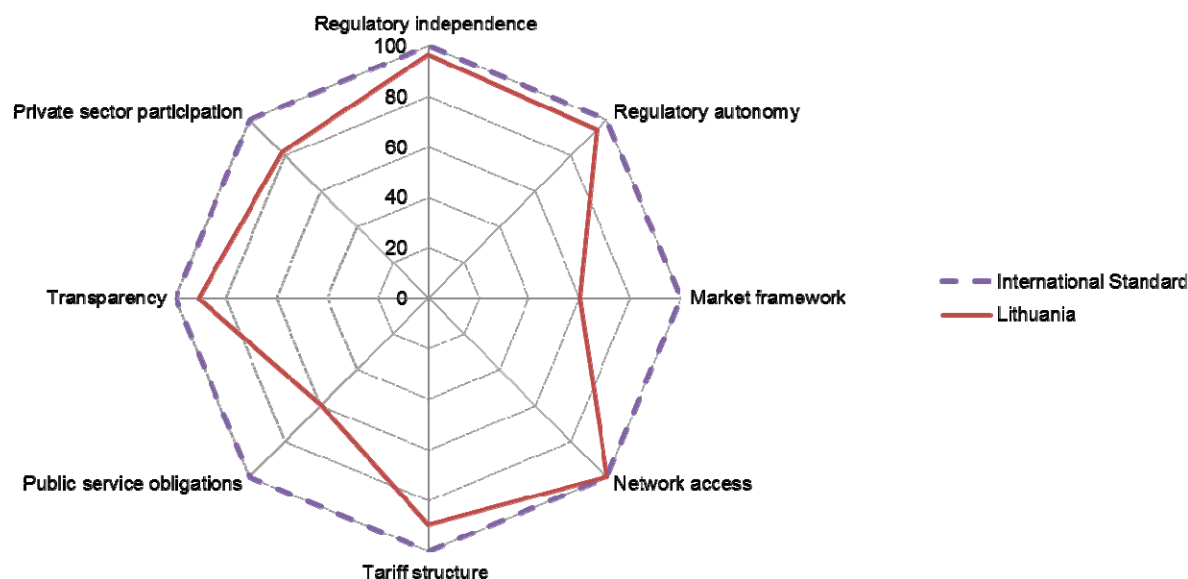 Regulatory independence
100
Private sector participation
Regulatory autonomy
80
60
40
20
Transparency
0
Market framework
International Standard
Lithuania
Public service obligations
Network access
Tariff structure